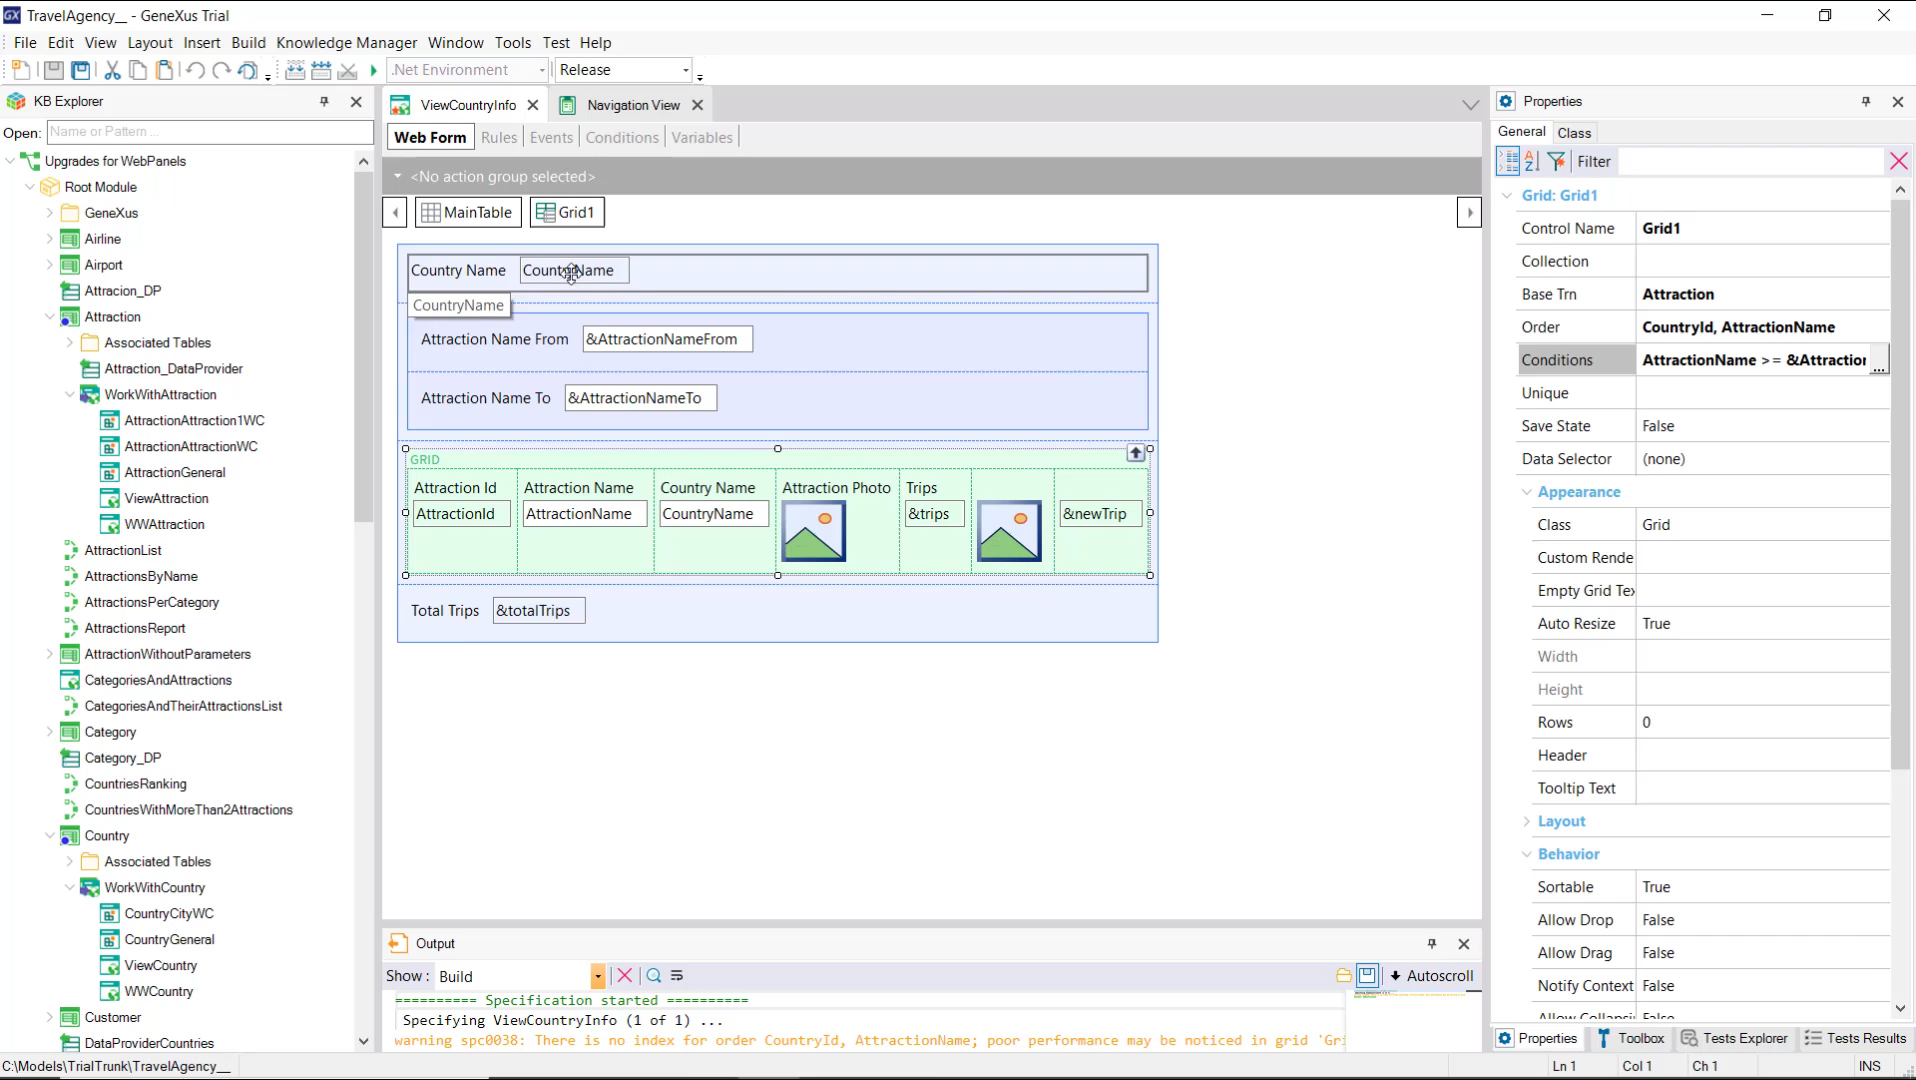 TravelAgency__ - GeneXus Trial
File Edit View Layout Insert Build Knowledge Manager Window Tools Test Help
.Net Environment Release
KB Explorer
Open: Name or Pattern ...
Upgrades for WebPanels
Root Module
GeneXus
Airline
Airport
Attracion_DP
Attraction
Associated Tables
Attraction_DataProvider
WorkWithAttraction
AttractionAttraction1WC
AttractionAttractionWC
AttractionGeneral
ViewAttraction
WWAttraction
AttractionList
AttractionsByName
AttractionsPerCategory
AttractionsReport
AttractionWithoutParameters
CategoriesAndAttractions
CategoriesAndTheirAttractionsList
Category
Category_DP
CountriesRanking
CountriesWithMoreThan2Attractions
Country
Associated Tables
WorkWithCountry
CountryCityWC
CountryGeneral
ViewCountry
WWCountry
Customer
DataProviderCountries
ViewCountryInfo Navigation View
Web Form Rules Events Conditions Variables
<No action group selected>
MainTable Grid1
Country Name CountryName
CountryName
Attraction Name From &AttractionNameFrom
Attraction Name To &AttractionNameTo
GRID
Attraction Id Attraction Name Country Name Attraction Photo Trips
AttractionId AttractionName CountryName &trips &newTrip
Total Trips &totalTrips
Output
Show : Build Autoscroll
========== Specification started ==========
Specifying ViewCountryInfo (1 of 1) ...
warning spc0038: There is no index for order CountryId, AttractionName; poor performance may be noticed in grid 'Gri
Properties
General Class
Filter
Grid: Grid1
Control Name Grid1
Collection
Base Trn Attraction
Order CountryId, AttractionName
Conditions AttractionName >= &Attraction ...
Unique
Save State False
Data Selector (none)
Appearance
Class Grid
Custom Rende
Empty Grid Tex
Auto Resize True
Width
Height
Rows 0
Header
Tooltip Text
Layout
Behavior
Sortable True
Allow Drop False
Allow Drag False
Notify Context False
Allow Collapsi False
Properties Toolbox Tests Explorer Tests Results
C:\Models\TrialTrunk\TravelAgency__ Ln 1 Col 1 Ch 1 INS